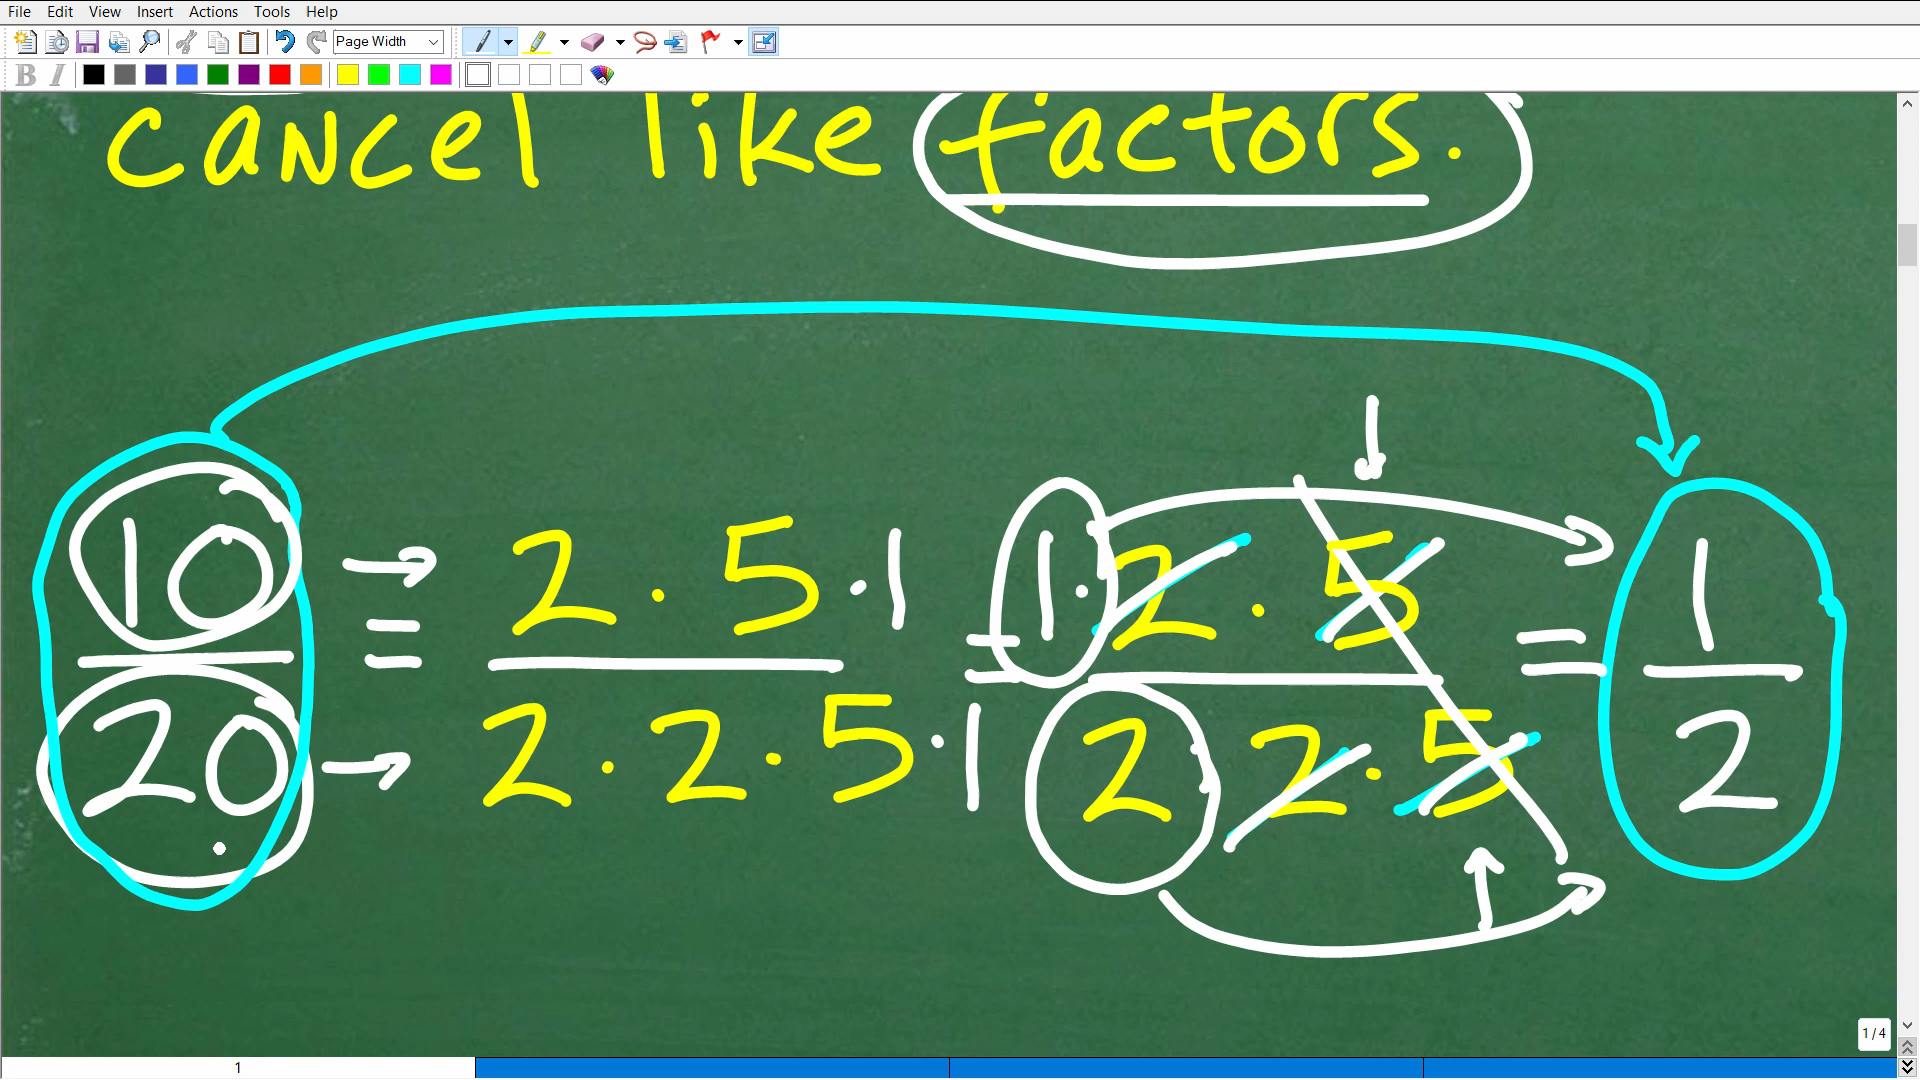 File Edit View Insert Actions Tools Help
Page Width
B I
cancel like factors.
10/20 = 2 · 5 · 1 / 2 · 2 · 5 · 1 = 1 · 2 · 5 / 2 2 · 5 = 1/2
1 / 4
1